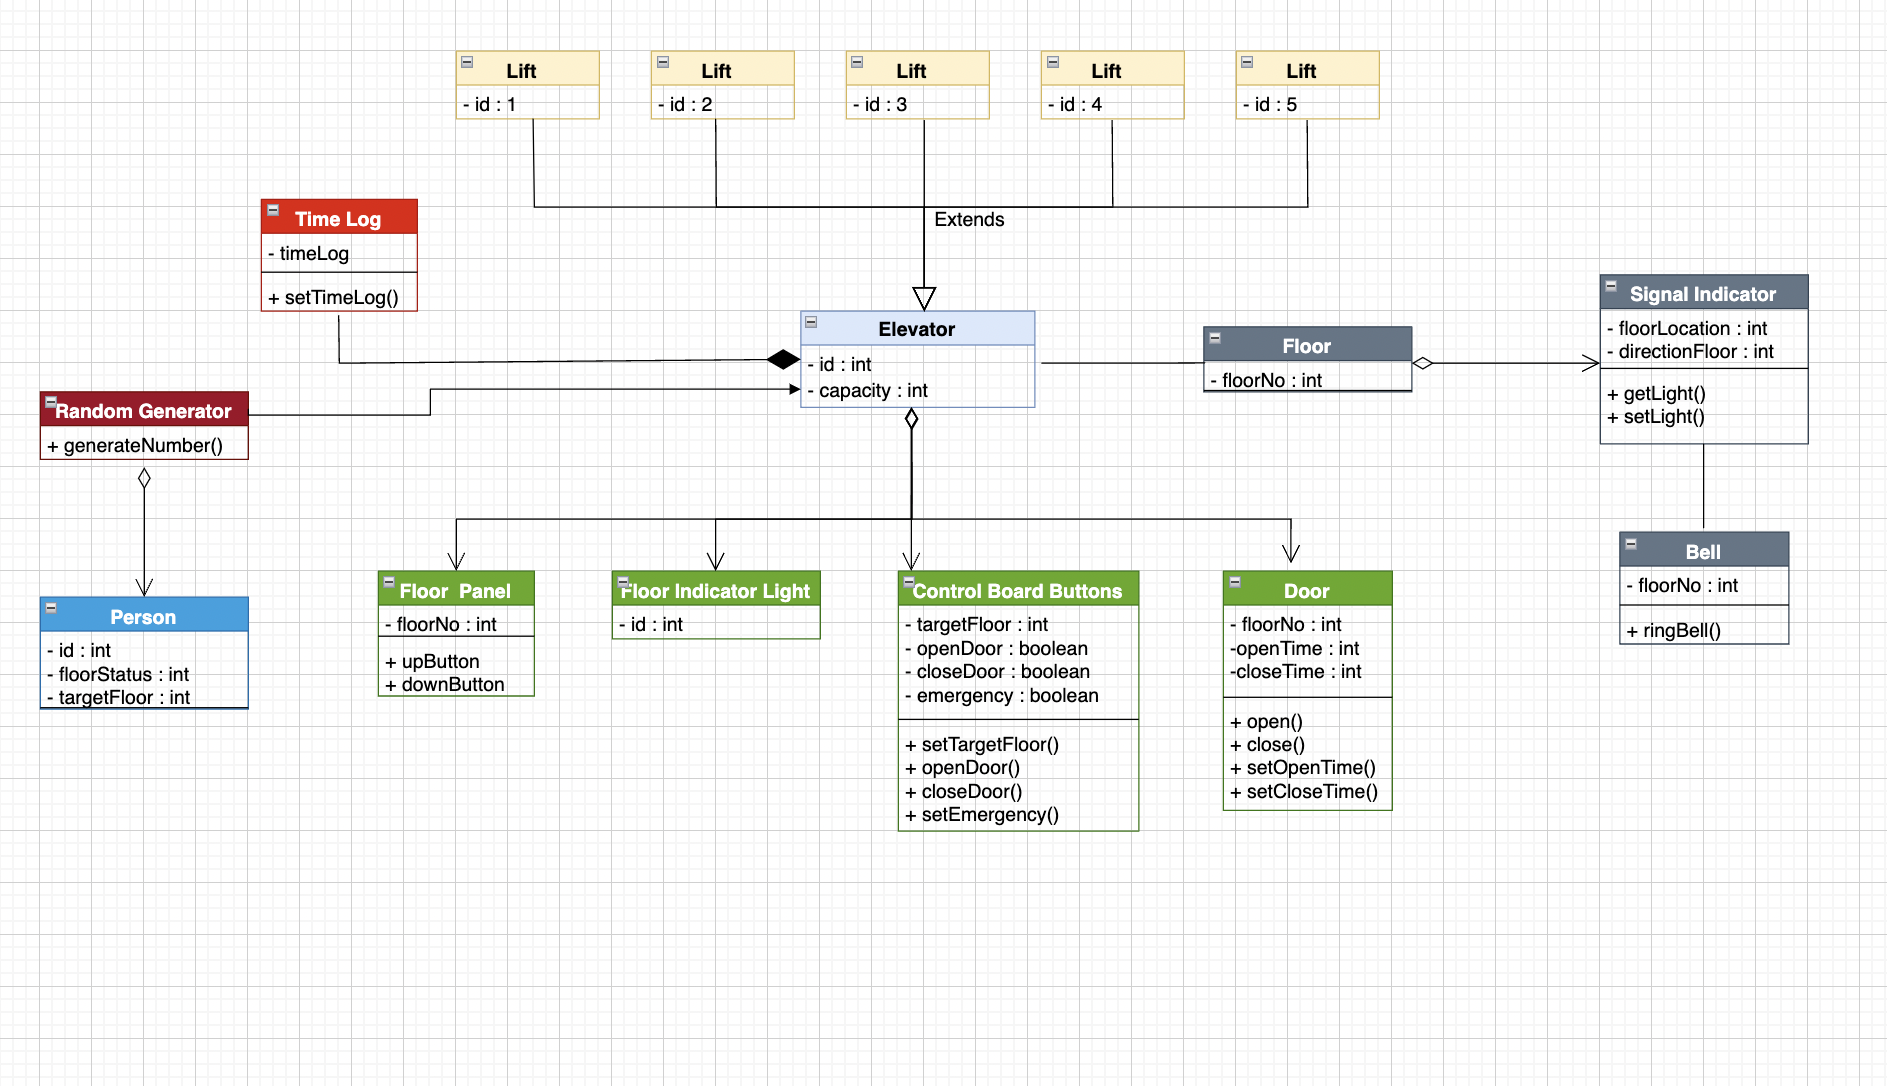 Lift
- id : 1
Lift
- id : 2
Lift
- id : 3
Lift
- id : 4
Lift
- id : 5
Extends
Time Log
- timeLog
+ setTimeLog()
Elevator
- id : int
- capacity : int
Floor
- floorNo : int
Signal Indicator
- floorLocation : int
- directionFloor : int
+ getLight()
+ setLight()
Random Generator
+ generateNumber()
Bell
- floorNo : int
+ ringBell()
Person
- id : int
- floorStatus : int
- targetFloor : int
Floor  Panel
- floorNo : int
+ upButton
+ downButton
Floor Indicator Light
- id : int
Control Board Buttons
- targetFloor : int
- openDoor : boolean
- closeDoor : boolean
- emergency : boolean
+ setTargetFloor()
+ openDoor()
+ closeDoor()
+ setEmergency()
Door
- floorNo : int
-openTime : int
-closeTime : int
+ open()
+ close()
+ setOpenTime()
+ setCloseTime()